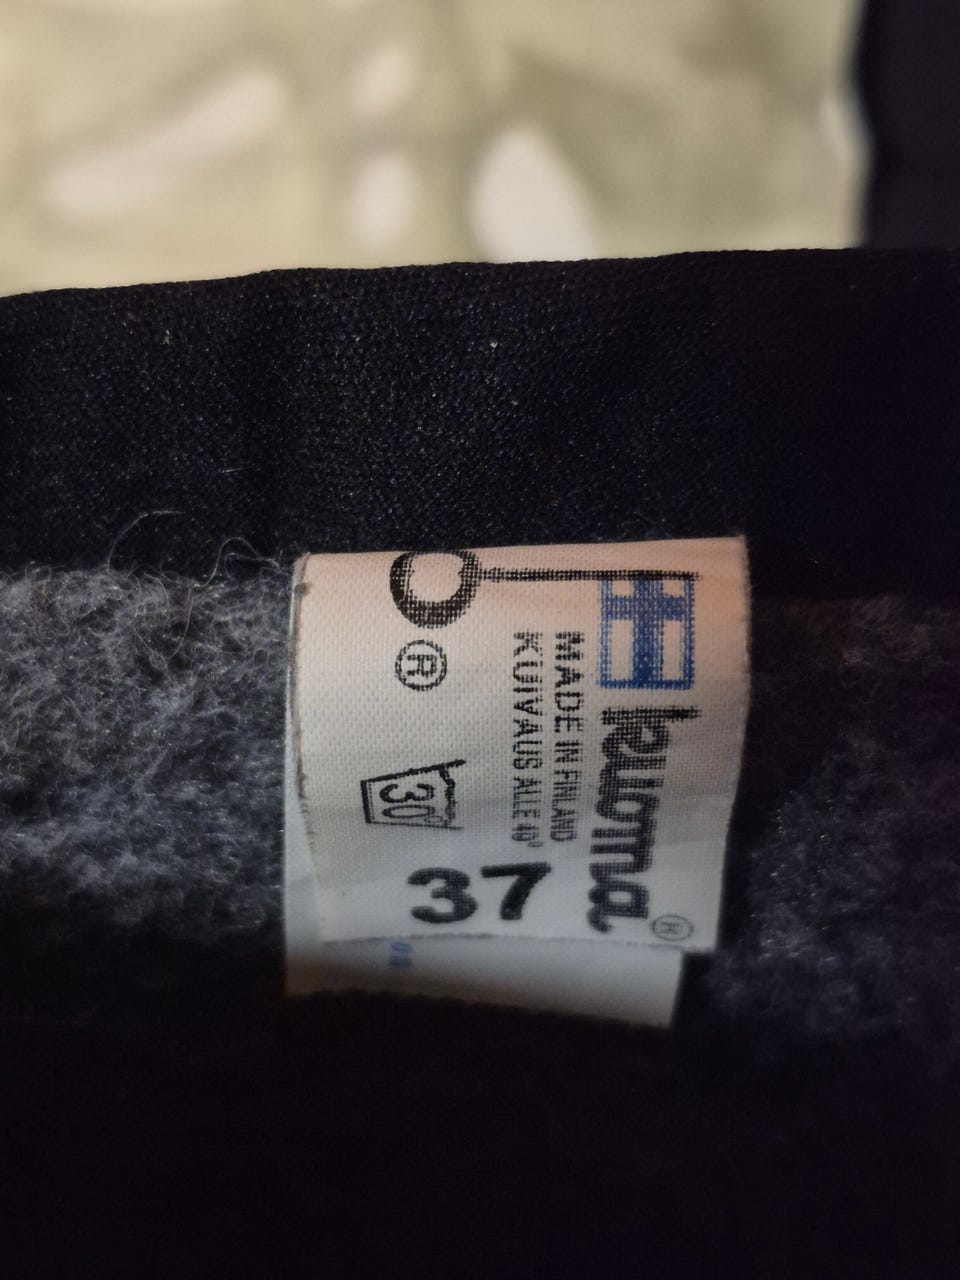 kuoma®
MADE IN FINLAND
KUIVAUS ALLE 40°
®
30°
37